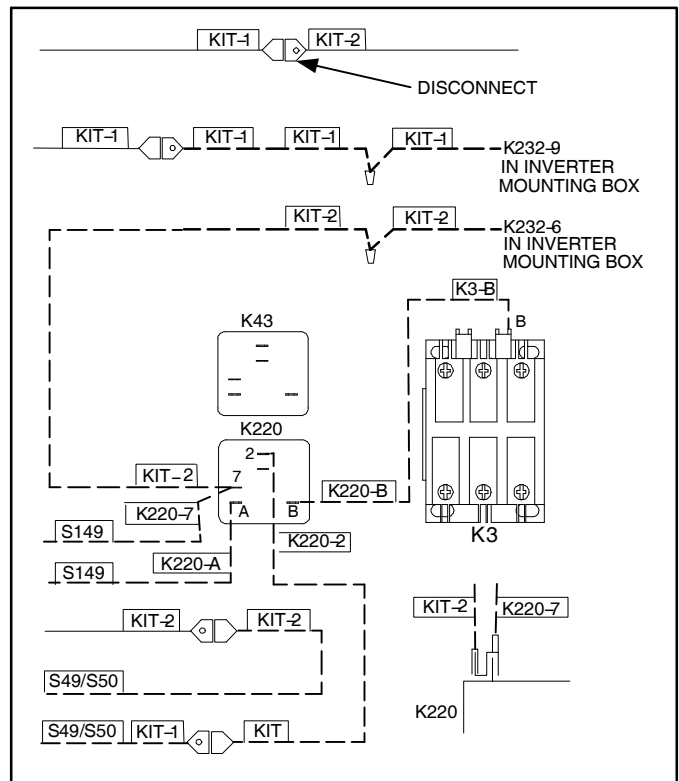 KIT-1 KIT-2
DISCONNECT
KIT-1 KIT-1 KIT-1 KIT-1 K232-9
IN INVERTER
MOUNTING BOX
KIT-2 KIT-2 K232-6
IN INVERTER
MOUNTING BOX
K3-B
B
K43
K220
2
KIT-2 7
K220-B
K220-7 A B
S149 K220-2 K3
K220-A
S149
KIT-2 K220-7
KIT-2 KIT-2
S49/S50
K220
S49/S50 KIT-1 KIT